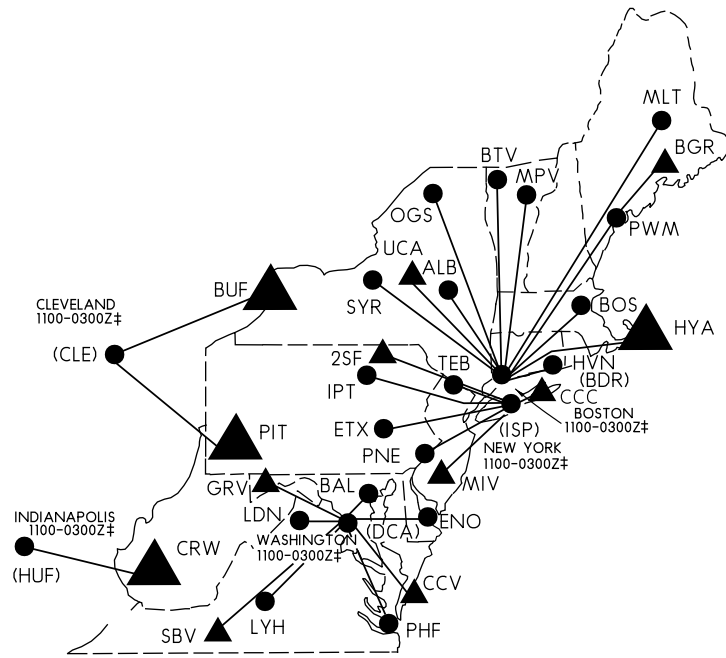 MLT
BTV
BGR
MPV
OGS
PWM
UCA
ALB
BUF
SYR
BOS
CLEVELAND
1100-0300Z‡
HYA
(CLE)
2SF
TEB
HVN
(BDR)
IPT
CCC
BOSTON
1100-0300Z‡
PIT
ETX
(ISP)
PNE
NEW YORK
1100-0300Z‡
GRV
BAL
MIV
INDIANAPOLIS
1100-0300Z‡
LDN
ENO
(DCA)
WASHINGTON
1100-0300Z‡
CRW
(HUF)
CCV
LYH
SBV
PHF